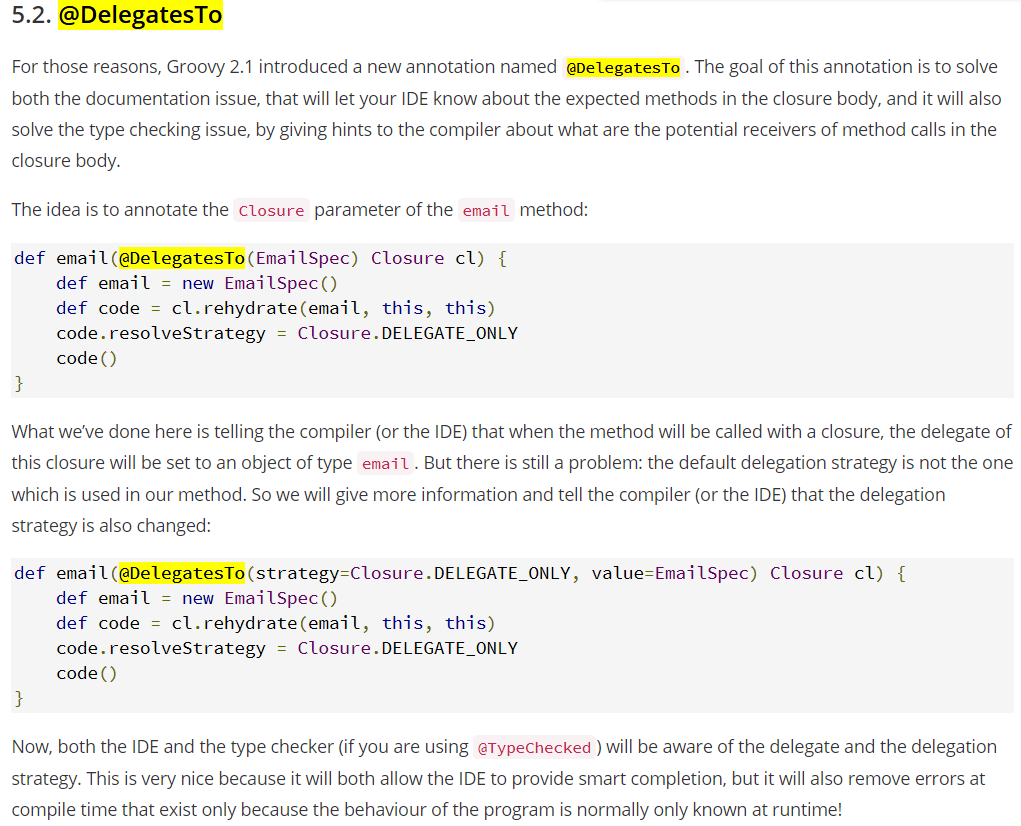 5.2. @DelegatesTo
For those reasons, Groovy 2.1 introduced a new annotation named @DelegatesTo . The goal of this annotation is to solve
both the documentation issue, that will let your IDE know about the expected methods in the closure body, and it will also
solve the type checking issue, by giving hints to the compiler about what are the potential receivers of method calls in the
closure body.
The idea is to annotate the Closure parameter of the email method:
def email(@DelegatesTo(EmailSpec) Closure cl) {
    def email = new EmailSpec()
    def code = cl.rehydrate(email, this, this)
    code.resolveStrategy = Closure.DELEGATE_ONLY
    code()
}
What we’ve done here is telling the compiler (or the IDE) that when the method will be called with a closure, the delegate of
this closure will be set to an object of type email . But there is still a problem: the default delegation strategy is not the one
which is used in our method. So we will give more information and tell the compiler (or the IDE) that the delegation
strategy is also changed:
def email(@DelegatesTo(strategy=Closure.DELEGATE_ONLY, value=EmailSpec) Closure cl) {
    def email = new EmailSpec()
    def code = cl.rehydrate(email, this, this)
    code.resolveStrategy = Closure.DELEGATE_ONLY
    code()
}
Now, both the IDE and the type checker (if you are using @TypeChecked ) will be aware of the delegate and the delegation
strategy. This is very nice because it will both allow the IDE to provide smart completion, but it will also remove errors at
compile time that exist only because the behaviour of the program is normally only known at runtime!